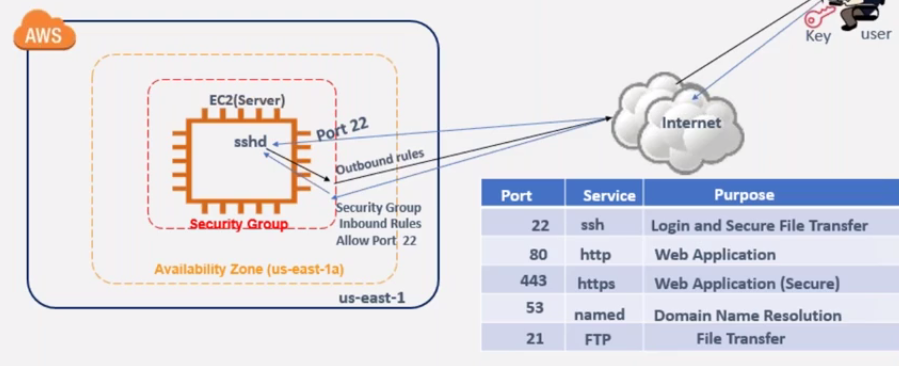 AWS
Key
user
EC2(Server)
sshd
Port 22
Outbound rules
Internet
Security Group
Inbound Rules
Allow Port 22
Security Group
Availability Zone (us-east-1a)
us-east-1
Port Service Purpose
22 ssh Login and Secure File Transfer
80 http Web Application
443 https Web Application (Secure)
53 named Domain Name Resolution
21 FTP File Transfer